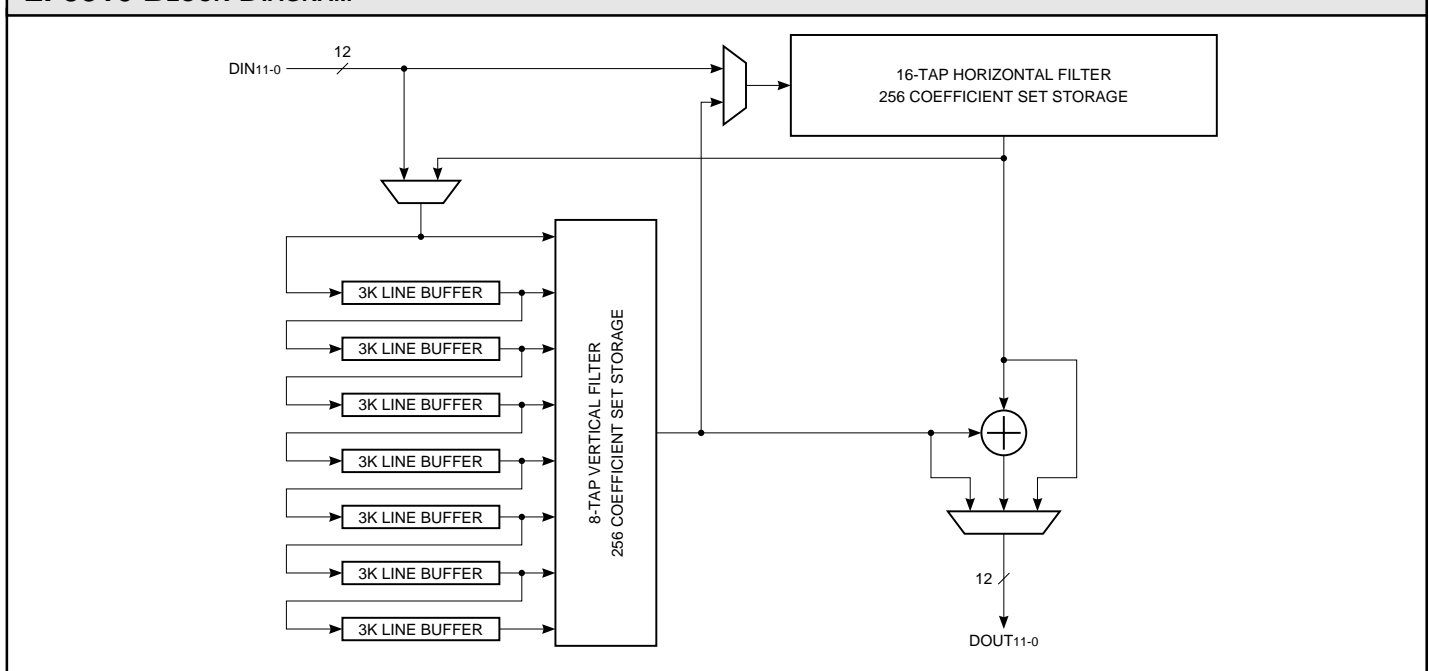 BLOCK DIAGRAM
12
DIN11-0
16-TAP HORIZONTAL FILTER
256 COEFFICIENT SET STORAGE
3K LINE BUFFER
3K LINE BUFFER
3K LINE BUFFER
3K LINE BUFFER
3K LINE BUFFER
3K LINE BUFFER
3K LINE BUFFER
8-TAP VERTICAL FILTER
256 COEFFICIENT SET STORAGE
12
DOUT11-0